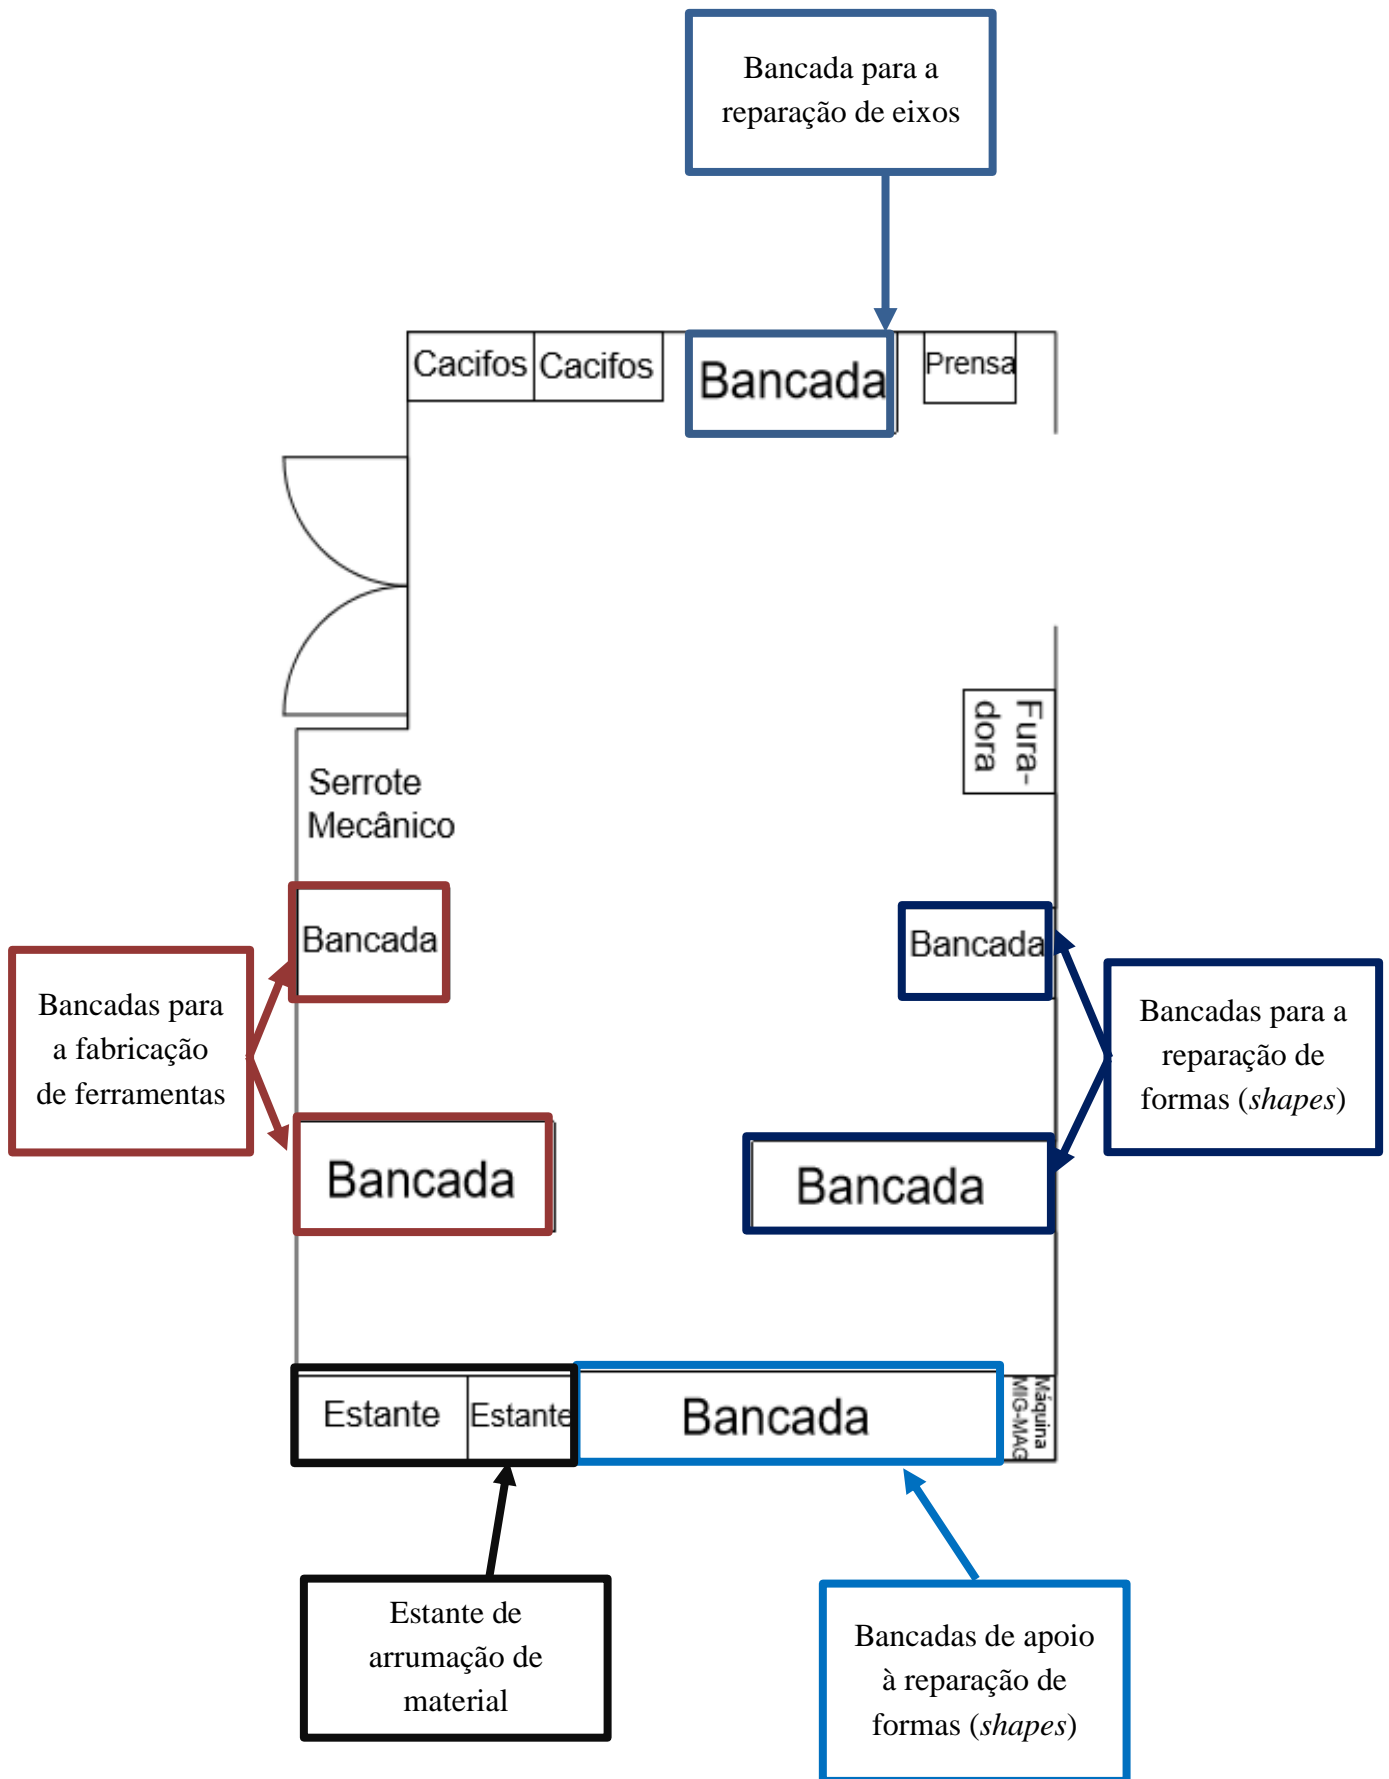 Bancada para a
reparação de eixos
Cacifos
Cacifos
Bancada
Prensa
Fura-
dora
Serrote
Mecânico
Bancada
Bancada
Bancadas para
a fabricação
de ferramentas
Bancadas para a
reparação de
formas (shapes)
Bancada
Bancada
Estante
Estante
Bancada
Máquina
MIG-MAG
Estante de
arrumação de
material
Bancadas de apoio
à reparação de
formas (shapes)